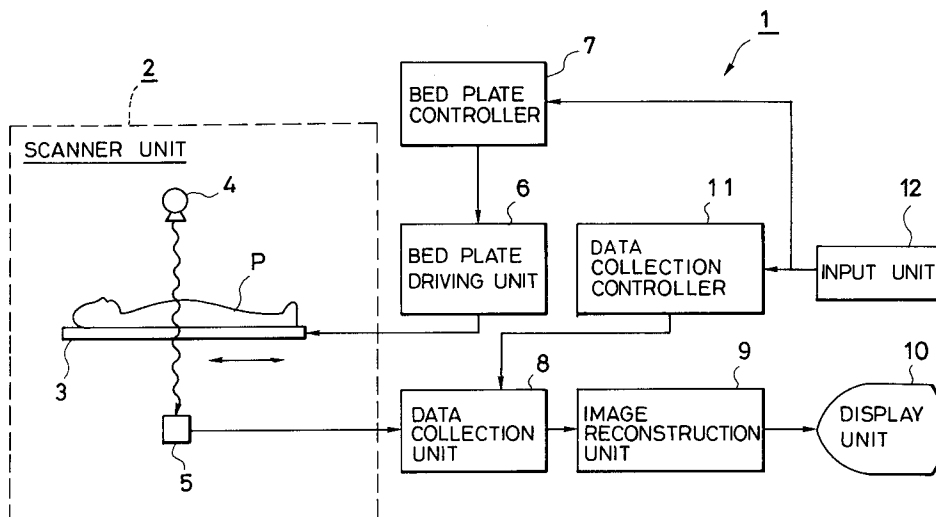 1
2
SCANNER UNIT
4
P
3
5
7
BED PLATE
CONTROLLER
6
BED PLATE
DRIVING UNIT
11
DATA
COLLECTION
CONTROLLER
12
INPUT UNIT
8
DATA
COLLECTION
UNIT
9
IMAGE
RECONSTRUCTION
UNIT
10
DISPLAY
UNIT